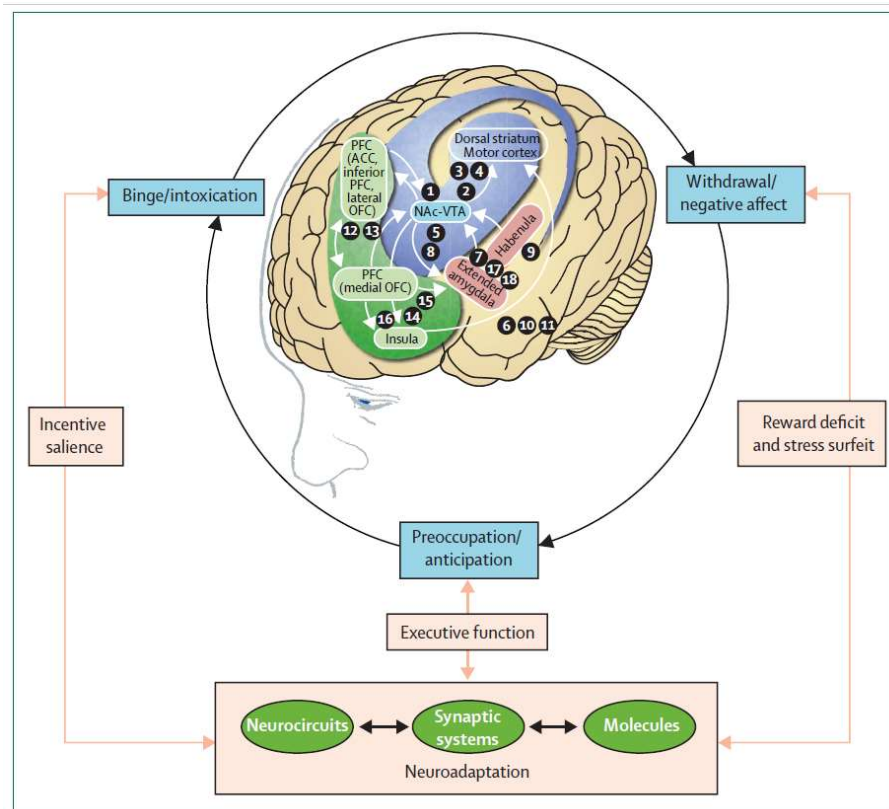 PFC
(ACC,
inferior
PFC,
lateral
OFC)
Dorsal striatum
Motor cortex
3 4
1
2
NAc-VTA
Binge/intoxication
Withdrawal/
negative affect
12 13
5
8
Habenula
7
17
18
9
Extended
amygdala
PFC
(medial OFC)
15
14
16
Insula
6 10 11
Incentive
salience
Reward deficit
and stress surfeit
Preoccupation/
anticipation
Executive function
Neurocircuits
Synaptic
systems
Molecules
Neuroadaptation